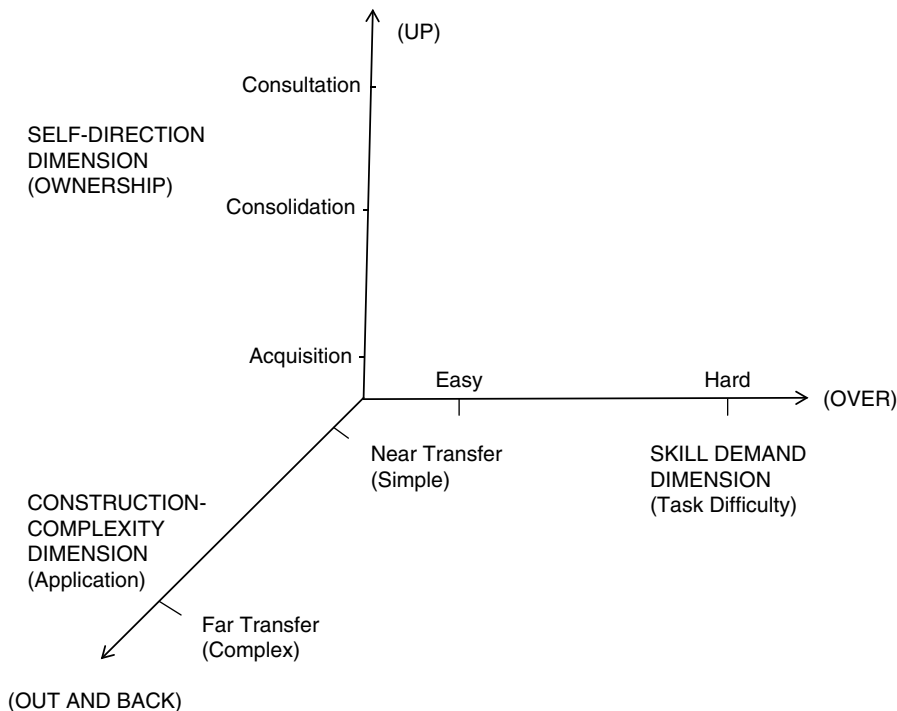 (UP)
Consultation
SELF-DIRECTION
DIMENSION
(OWNERSHIP)
Consolidation
Acquisition
Easy
Hard
(OVER)
Near Transfer
(Simple)
SKILL DEMAND
DIMENSION
(Task Difficulty)
CONSTRUCTION-
COMPLEXITY
DIMENSION
(Application)
Far Transfer
(Complex)
(OUT AND BACK)